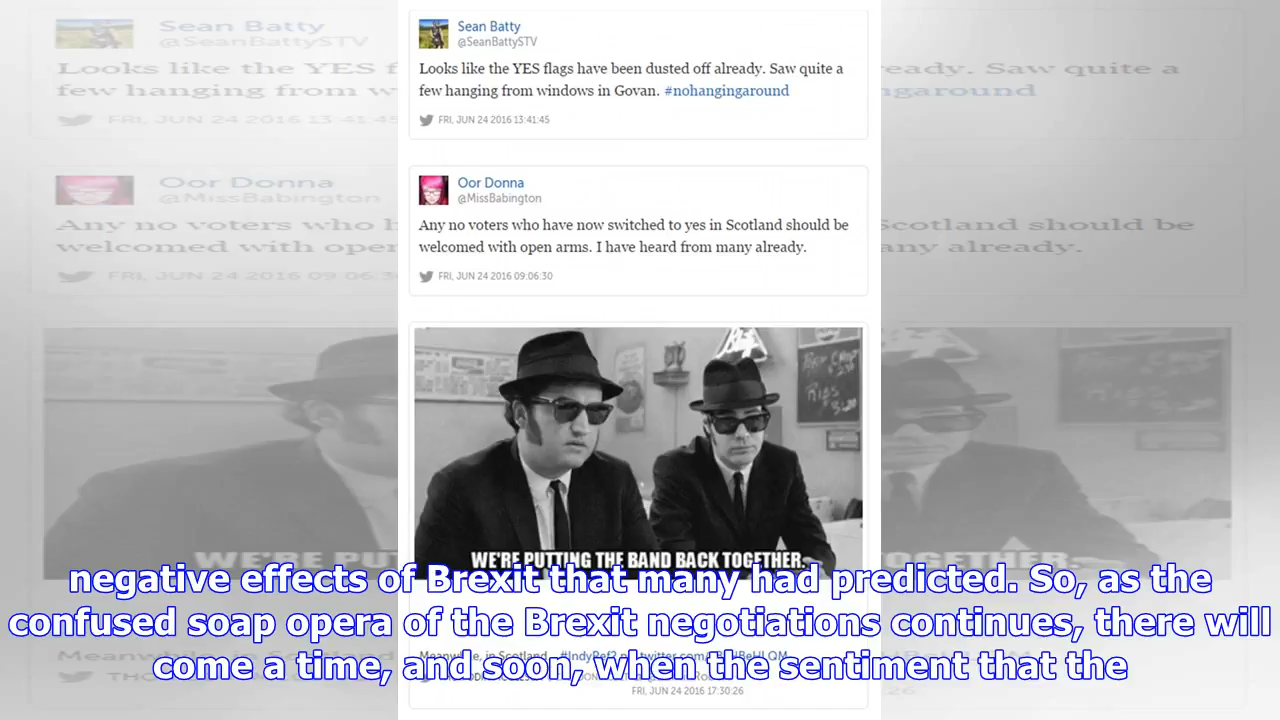 Sean Batty
@SeanBattySTV
Looks like the YES flags have been dusted off already. Saw quite a
few hanging from windows in Govan. #nohangingaround
FRI, JUN 24 2016 13:41:45
Oor Donna
@MissBabington
Any no voters who have now switched to yes in Scotland should be
welcomed with open arms. I have heard from many already.
FRI, JUN 24 2016 09:06:30
WE'RE PUTTING THE BAND BACK TOGETHER.
negative effects of Brexit that many had predicted. So, as the
confused soap opera of the Brexit negotiations continues, there will
come a time, and soon, when the sentiment that the
Meanwhile, in Scotland #IndyRef2
FRI, JUN 24 2016 17:30:26